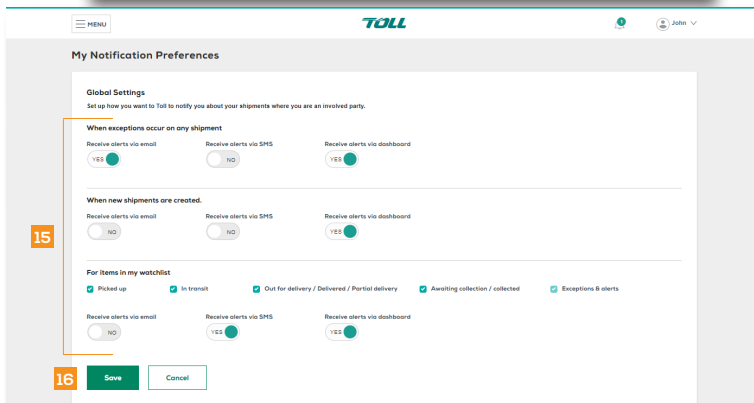 MENU TOLL 1 John
My Notification Preferences
Global Settings
Set up how you want to Toll to notify you about your shipments where you are an involved party.
When exceptions occur on any shipment
Receive alerts via email Receive alerts via SMS Receive alerts via dashboard
YES NO YES
When new shipments are created.
Receive alerts via email Receive alerts via SMS Receive alerts via dashboard
NO NO YES
15
For items in my watchlist
Picked up In transit Out for delivery / Delivered / Partial delivery Awaiting collection / collected Exceptions & alerts
Receive alerts via email Receive alerts via SMS Receive alerts via dashboard
NO YES YES
16 Save Cancel